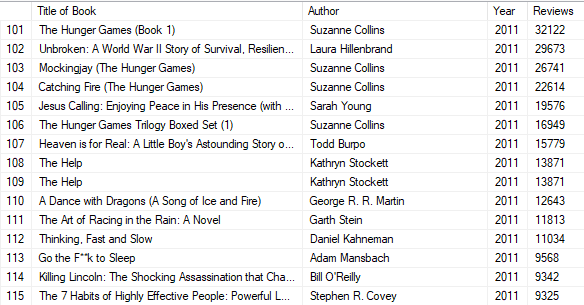 Title of Book Author Year Reviews
101 The Hunger Games (Book 1) Suzanne Collins 2011 32122
102 Unbroken: A World War II Story of Survival, Resilien... Laura Hillenbrand 2011 29673
103 Mockingjay (The Hunger Games) Suzanne Collins 2011 26741
104 Catching Fire (The Hunger Games) Suzanne Collins 2011 22614
105 Jesus Calling: Enjoying Peace in His Presence (with ... Sarah Young 2011 19576
106 The Hunger Games Trilogy Boxed Set (1) Suzanne Collins 2011 16949
107 Heaven is for Real: A Little Boy's Astounding Story o... Todd Burpo 2011 15779
108 The Help Kathryn Stockett 2011 13871
109 The Help Kathryn Stockett 2011 13871
110 A Dance with Dragons (A Song of Ice and Fire) George R. R. Martin 2011 12643
111 The Art of Racing in the Rain: A Novel Garth Stein 2011 11813
112 Thinking, Fast and Slow Daniel Kahneman 2011 11034
113 Go the F**k to Sleep Adam Mansbach 2011 9568
114 Killing Lincoln: The Shocking Assassination that Cha... Bill O'Reilly 2011 9342
115 The 7 Habits of Highly Effective People: Powerful L... Stephen R. Covey 2011 9325